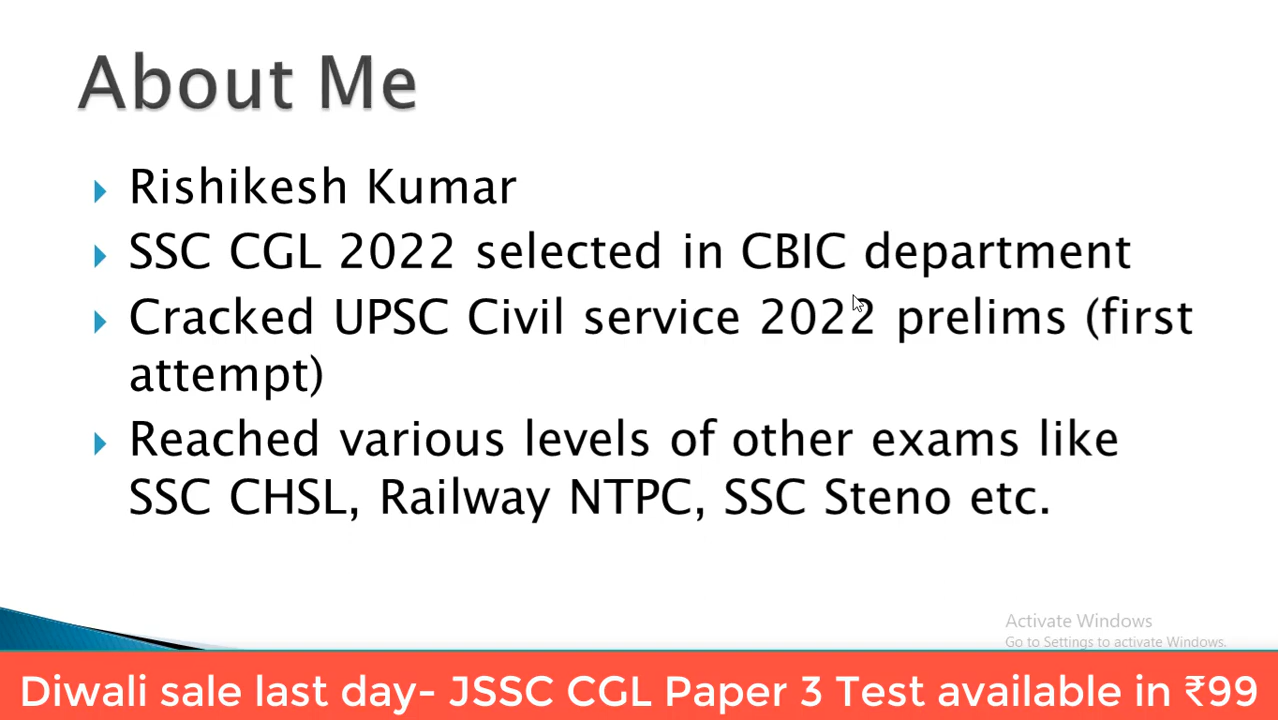 About Me
Rishikesh Kumar
SSC CGL 2022 selected in CBIC department
Cracked UPSC Civil service 2022 prelims (first
attempt)
Reached various levels of other exams like
SSC CHSL, Railway NTPC, SSC Steno etc.
Activate Windows
Go to Settings to activate Windows.
Diwali sale last day- JSSC CGL Paper 3 Test available in ₹99